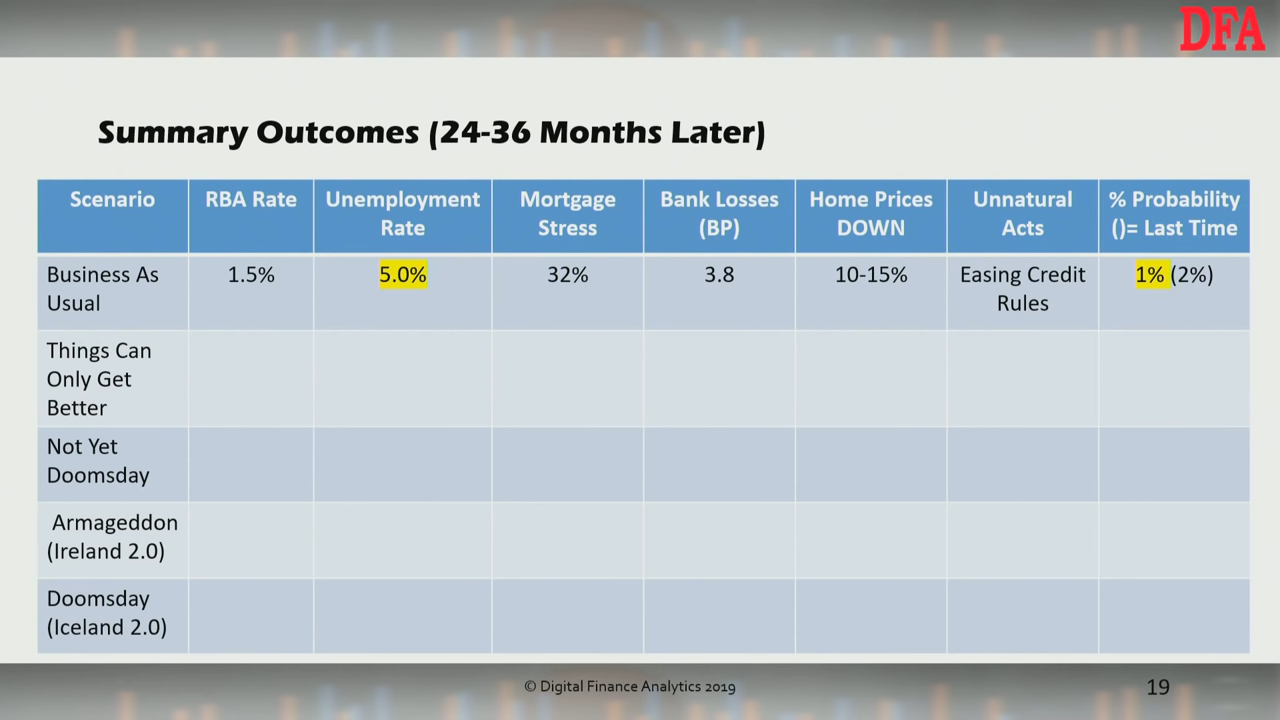 DFA
Summary Outcomes (24-36 Months Later)
Scenario RBA Rate Unemployment Rate Mortgage Stress Bank Losses (BP) Home Prices DOWN Unnatural Acts % Probability ()= Last Time
Business As Usual 1.5% 5.0% 32% 3.8 10-15% Easing Credit Rules 1% (2%)
Things Can Only Get Better
Not Yet Doomsday
Armageddon (Ireland 2.0)
Doomsday (Iceland 2.0)
© Digital Finance Analytics 2019
19